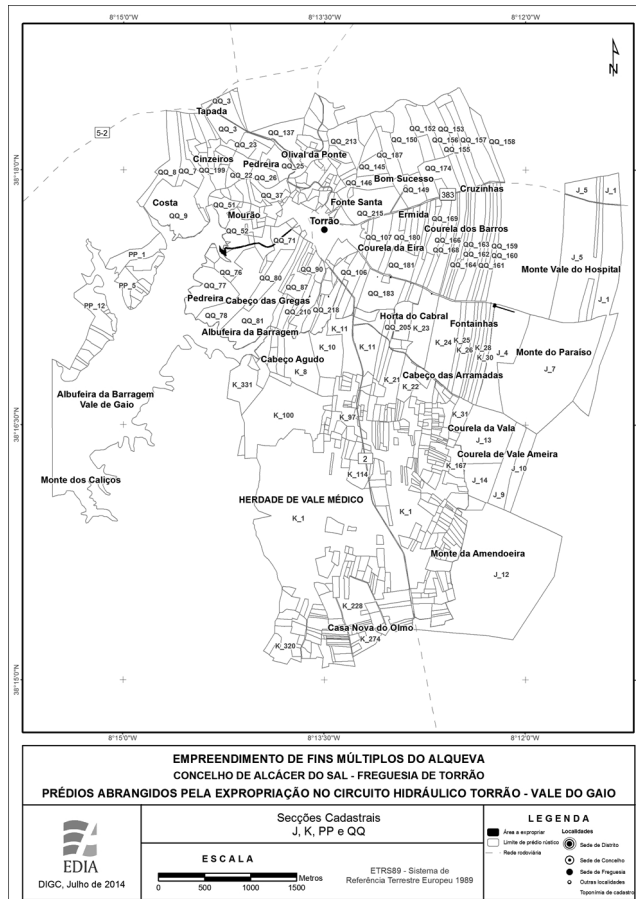 8°15'0"W 8°13'30"W 8°12'0"W
N
QQ_3
Tapada
5-2
QQ_3 QQ_137 QQ_152 QQ_153
QQ_23 QQ_213 QQ_150 QQ_156 QQ_157 QQ_158
QQ_155
Cinzeiros Pedreira Olival da Ponte QQ_187
38°18'0"N
QQ_8 QQ_7 QQ_199 QQ_25 QQ_145 QQ_174
QQ_22 QQ_26 Bom Sucesso
QQ_146 QQ_149 Cruzinhas J_5 J_1
QQ_37 383
Costa QQ_51 Fonte Santa
QQ_9 Mourão QQ_215 Ermida QQ_169
Torrão Courela dos Barros
QQ_52 QQ_71 QQ_107 QQ_180 QQ_166 QQ_163 QQ_159
Courela da Eira QQ_168 QQ_162 QQ_160
PP_1 QQ_164 QQ_161 J_5
QQ_76 QQ_80 QQ_90 QQ_106 QQ_181 Monte Vale do Hospital
PP_5 QQ_77 QQ_87
Pedreira Cabeço das Gregas QQ_183 J_1
PP_12 QQ_78 QQ_81 QQ_210 QQ_218 Horta do Cabral
Albufeira da Barragem K_11 QQ_205 K_23 Fontainhas
K_10 K_11 K_24 K_25 K_28
K_26 K_30 J_4 Monte do Paraíso
Cabeço Agudo
K_8 Cabeço das Arramadas J_7
K_331 K_21 K_22
Albufeira da Barragem
Vale de Gaio
K_100 K_97 K_31
38°16'30"N
Courela da Vala
J_13
2 Courela de Vale Ameira
K_167 J_10
Monte dos Caliços K_114 J_14
J_9
HERDADE DE VALE MÉDICO
K_1 K_1
Monte da Amendoeira
J_12
K_228
Casa Nova do Olmo
K_320 K_274
38°15'0"N
8°15'0"W 8°13'30"W 8°12'0"W
EMPREENDIMENTO DE FINS MÚLTIPLOS DO ALQUEVA
CONCELHO DE ALCÁCER DO SAL - FREGUESIA DE TORRÃO
PRÉDIOS ABRANGIDOS PELA EXPROPRIAÇÃO NO CIRCUITO HIDRÁULICO TORRÃO - VALE DO GAIO
EDIA
DIGC, Julho de 2014
Secções Cadastrais
J, K, PP e QQ
ESCALA
0 500 1000 1500 Metros
ETRS89 - Sistema de
Referência Terrestre Europeu 1989
LEGENDA
Área a expropriar
Limite de prédio rústico
Rede rodoviária
Localidades
Sede de Distrito
Sede de Concelho
Sede de Freguesia
Outras localidades
Toponímia de cadastro